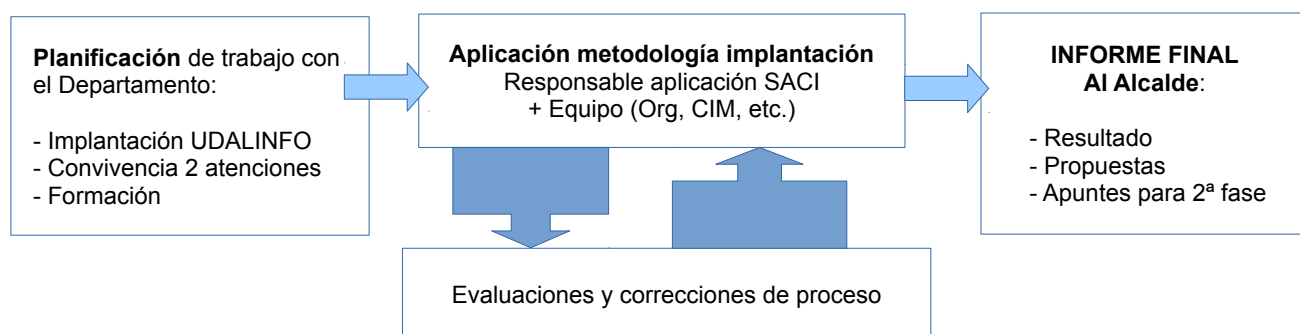 Planificación de trabajo con
el Departamento:
- Implantación UDALINFO
- Convivencia 2 atenciones
- Formación
Aplicación metodología implantación
Responsable aplicación SACI
+ Equipo (Org, CIM, etc.)
INFORME FINAL
Al Alcalde:
- Resultado
- Propuestas
- Apuntes para 2ª fase
Evaluaciones y correcciones de proceso